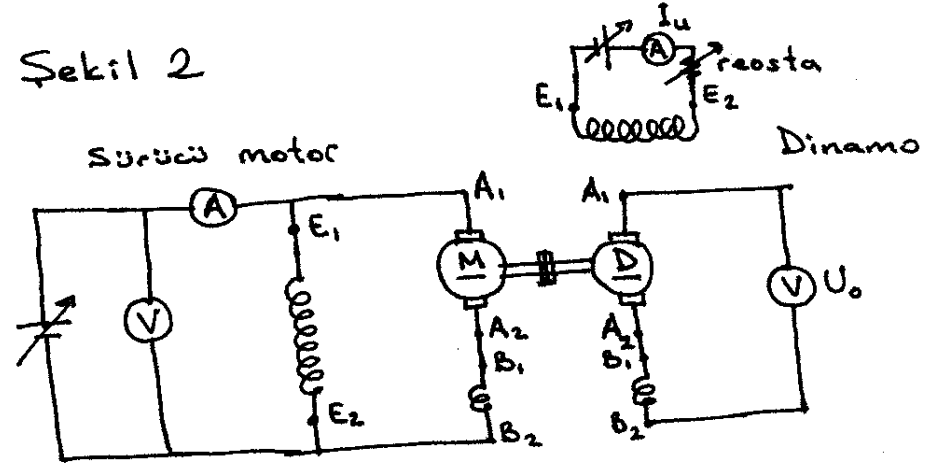 Şekil 2
I u
A
reosta
E1
E2
Dinamo
Sürücü motor
A
A1
A1
E1
M
D
V
V
U0
A2
B1
A2
B1
E2
B2
B2